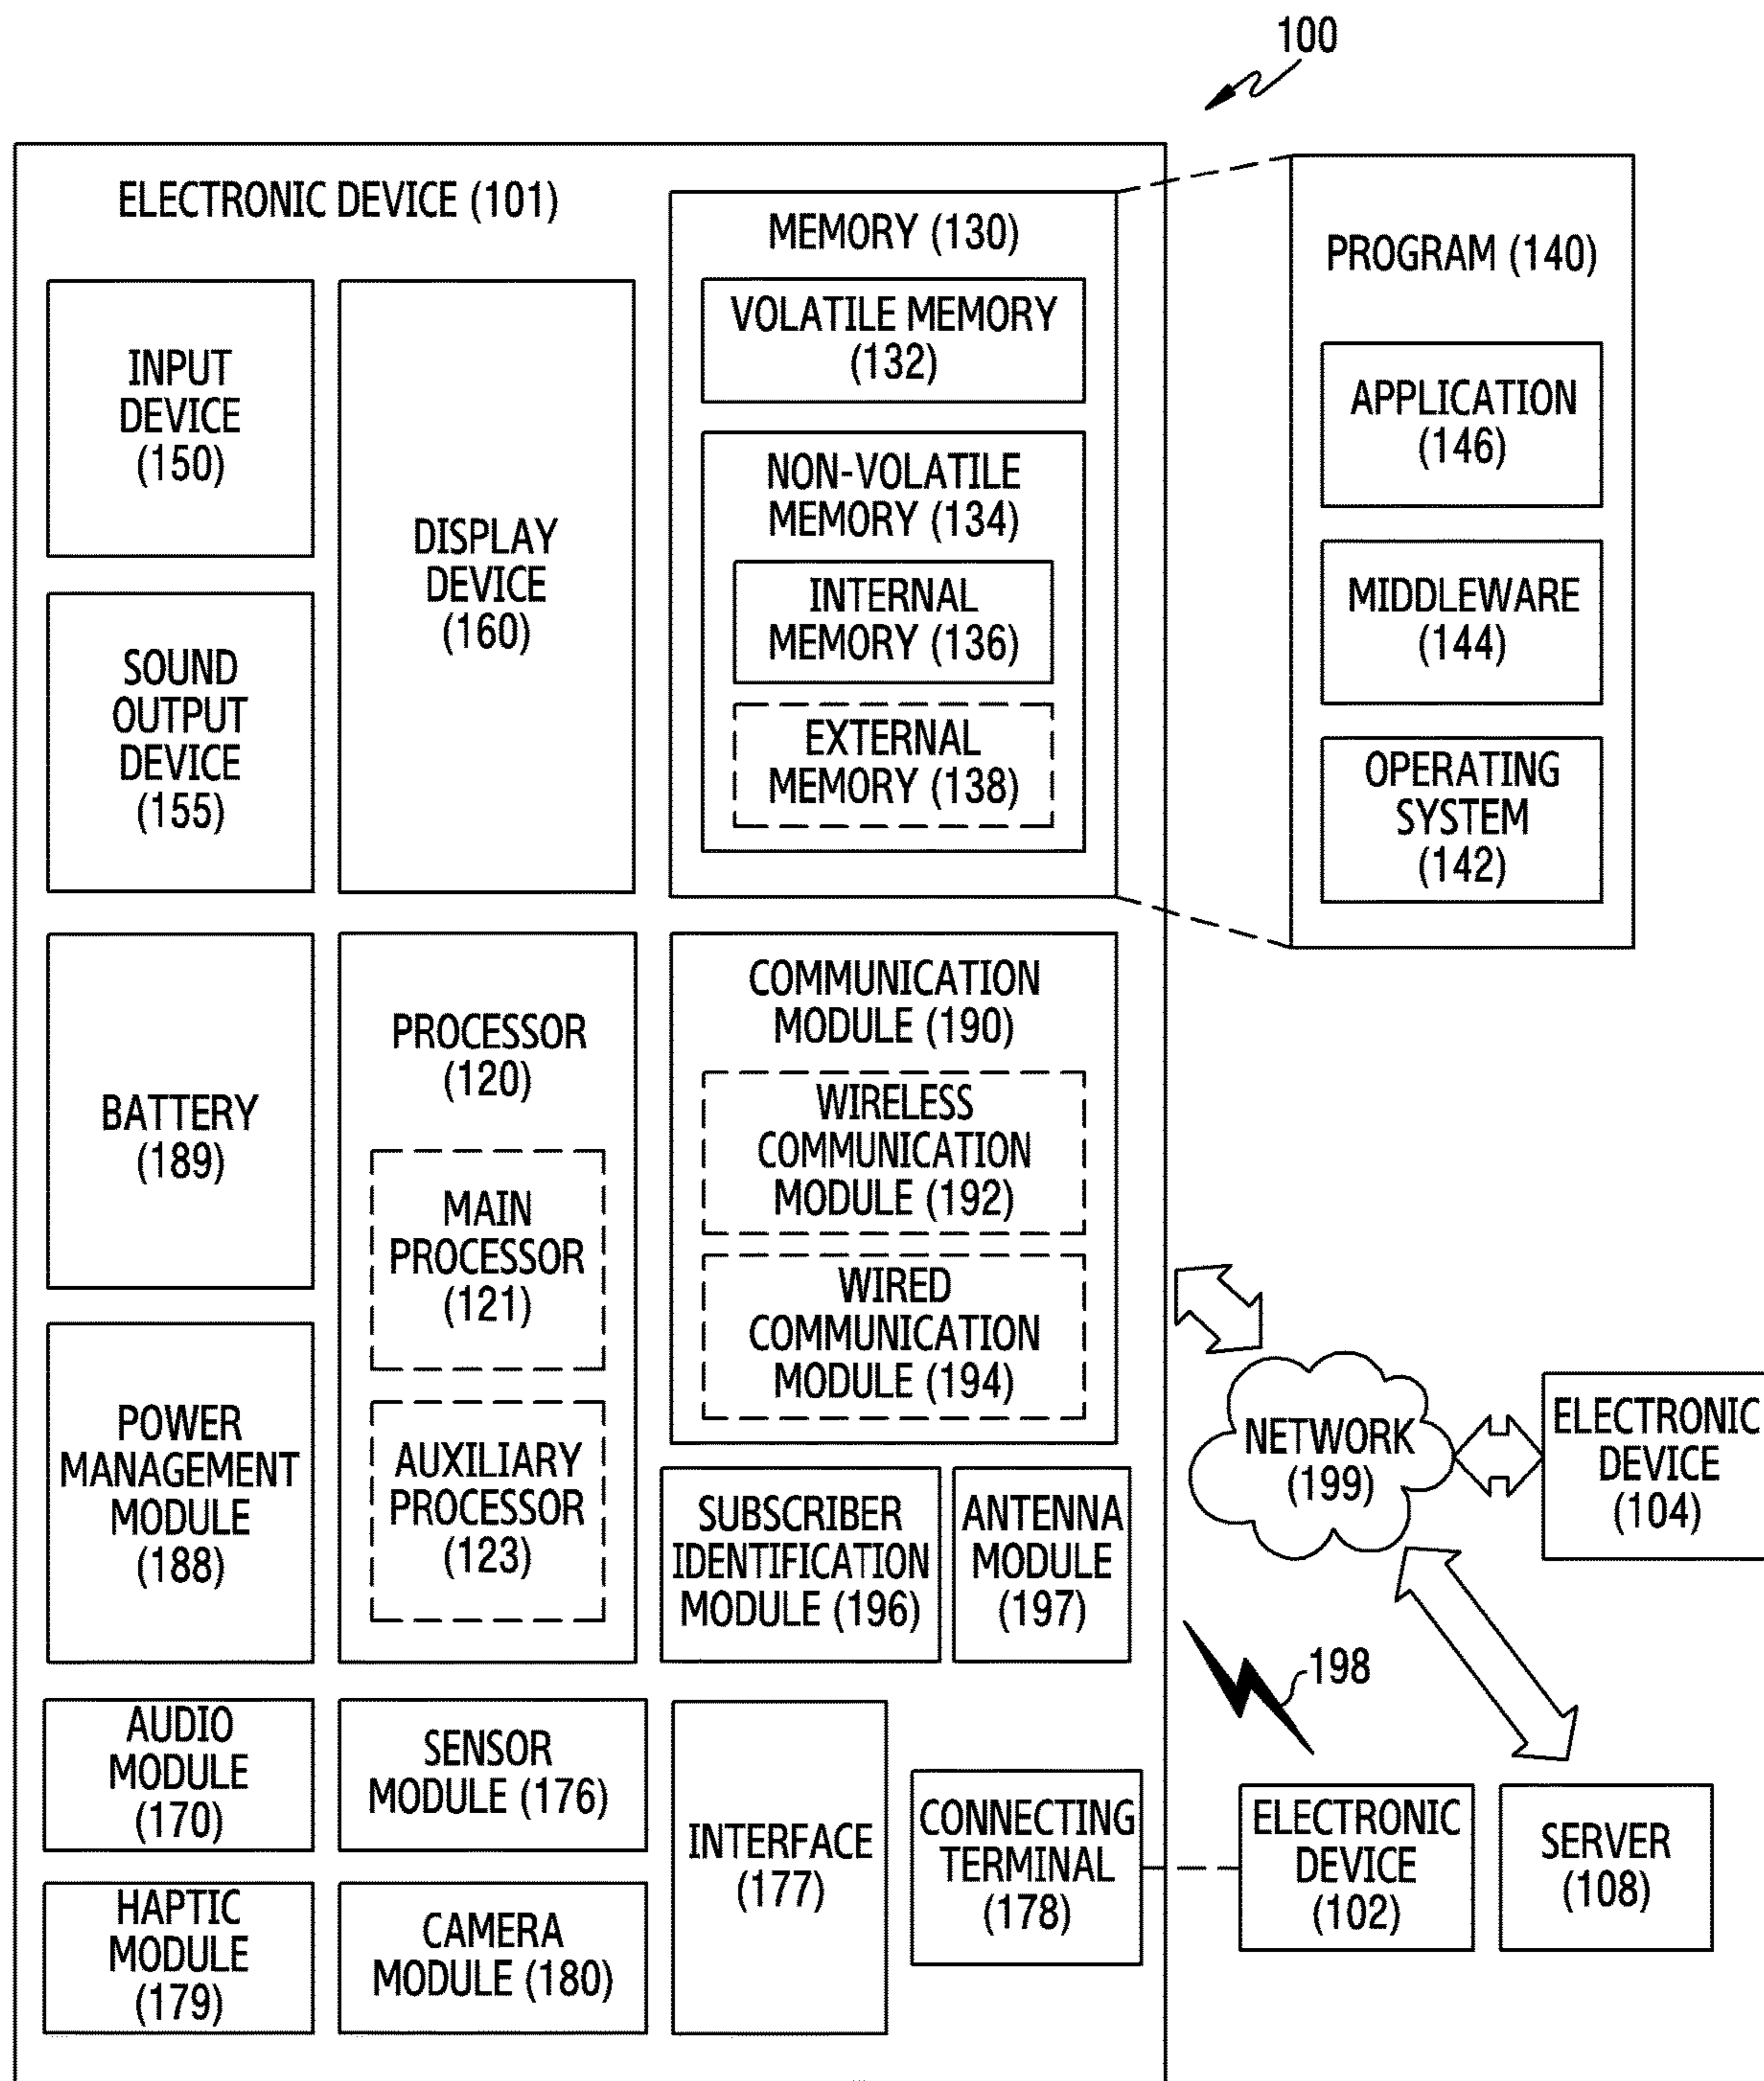 100
ELECTRONIC DEVICE (101)
INPUT
DEVICE
(150)
DISPLAY
DEVICE
(160)
SOUND
OUTPUT
DEVICE
(155)
MEMORY (130)
VOLATILE MEMORY
(132)
NON-VOLATILE
MEMORY (134)
INTERNAL
MEMORY (136)
EXTERNAL
MEMORY (138)
PROGRAM (140)
APPLICATION
(146)
MIDDLEWARE
(144)
OPERATING
SYSTEM
(142)
BATTERY
(189)
POWER
MANAGEMENT
MODULE
(188)
PROCESSOR
(120)
MAIN
PROCESSOR
(121)
AUXILIARY
PROCESSOR
(123)
COMMUNICATION
MODULE (190)
WIRELESS
COMMUNICATION
MODULE (192)
WIRED
COMMUNICATION
MODULE (194)
SUBSCRIBER
IDENTIFICATION
MODULE (196)
ANTENNA
MODULE
(197)
NETWORK
(199)
ELECTRONIC
DEVICE
(104)
198
AUDIO
MODULE
(170)
SENSOR
MODULE (176)
INTERFACE
(177)
CONNECTING
TERMINAL
(178)
ELECTRONIC
DEVICE
(102)
SERVER
(108)
HAPTIC
MODULE
(179)
CAMERA
MODULE (180)